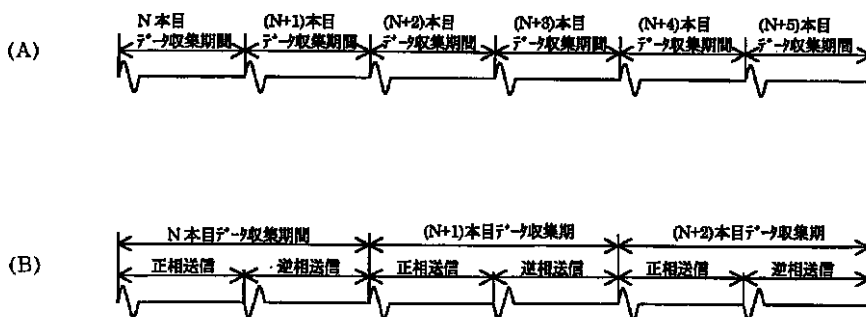 N 本目 (N+1)本目 (N+2)本目 (N+3)本目 (N+4)本目 (N+5)本目
(A) データ収集期間 データ収集期間 データ収集期間 データ収集期間 データ収集期間 データ収集期間
N 本目データ収集期間 (N+1)本目データ収集期 (N+2)本目データ収集期
(B) 正相送信 逆相送信 正相送信 逆相送信 正相送信 逆相送信